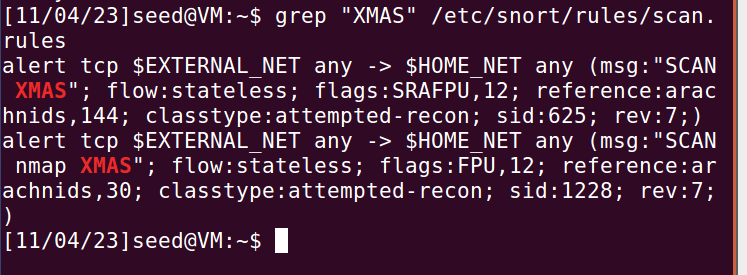 [11/04/23]seed@VM:~$ grep "XMAS" /etc/snort/rules/scan.
rules
alert tcp $EXTERNAL_NET any -> $HOME_NET any (msg:"SCAN
 XMAS"; flow:stateless; flags:SRAFPU,12; reference:arac
hnids,144; classtype:attempted-recon; sid:625; rev:7;)
alert tcp $EXTERNAL_NET any -> $HOME_NET any (msg:"SCAN
 nmap XMAS"; flow:stateless; flags:FPU,12; reference:ar
achnids,30; classtype:attempted-recon; sid:1228; rev:7;
)
[11/04/23]seed@VM:~$